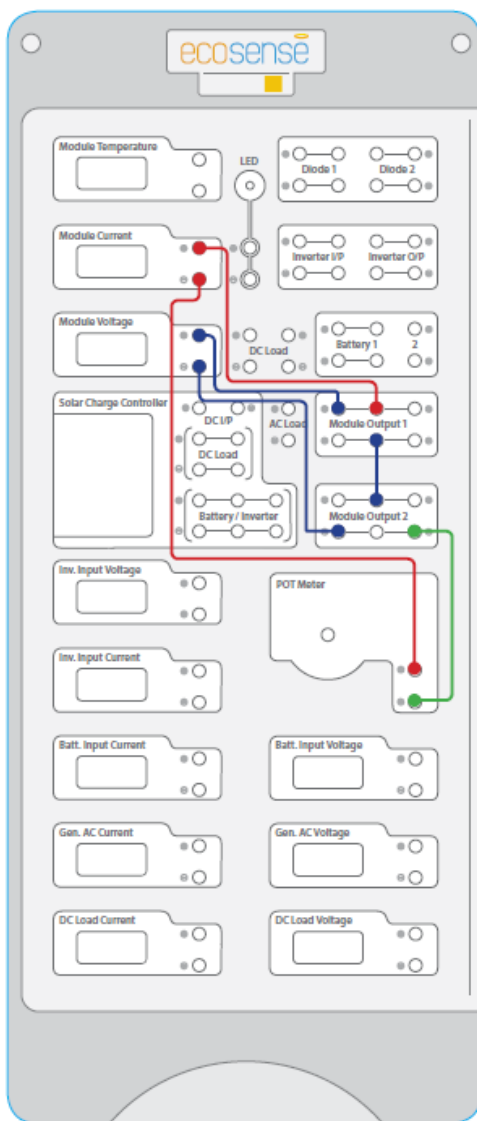 ecosense
Module Temperature
LED
Diode 1
Diode 2
Module Current
Inverter I/P
Inverter O/P
Module Voltage
DC Load
Battery 1
2
Solar Charge Controller
DC I/P
AC Load
Module Output 1
DC Load
Battery / Inverter
Module Output 2
Inv. Input Voltage
POT Meter
Inv. Input Current
Batt. Input Current
Batt. Input Voltage
Gen. AC Current
Gen. AC Voltage
DC Load Current
DC Load Voltage